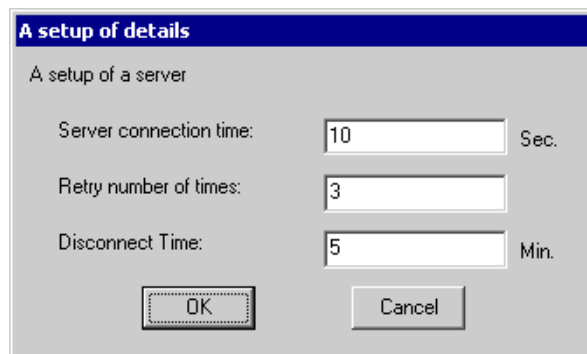 A setup of details
A setup of a server
Server connection time: 10 Sec.
Retry number of times: 3
Disconnect Time: 5 Min.
OK Cancel